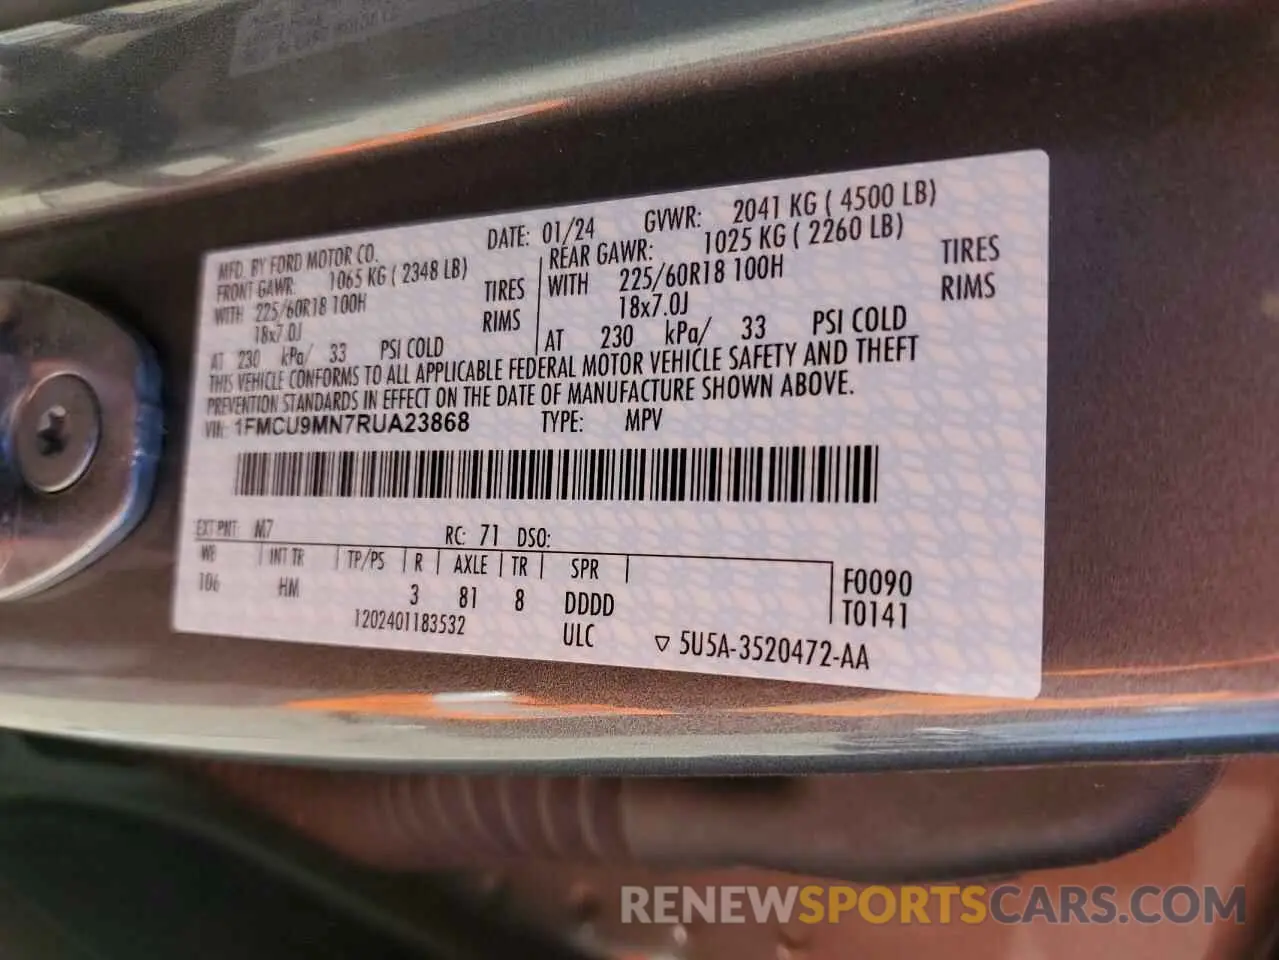 MFD. BY FORD MOTOR CO. DATE: 01/24 GVWR: 2041 KG ( 4500 LB)
FRONT GAWR: 1065 KG ( 2348 LB) REAR GAWR: 1025 KG ( 2260 LB)
WITH 225/60R18 100H TIRES WITH 225/60R18 100H TIRES
18x7.0J RIMS 18x7.0J RIMS
AT 230 kPa/ 33 PSI COLD AT 230 kPa/ 33 PSI COLD
THIS VEHICLE CONFORMS TO ALL APPLICABLE FEDERAL MOTOR VEHICLE SAFETY AND THEFT
PREVENTION STANDARDS IN EFFECT ON THE DATE OF MANUFACTURE SHOWN ABOVE.
VIN: 1FMCU9MN7RUA23868 TYPE: MPV
EXT PNT: M7 RC: 71 DSO:
WB INT TR TP/PS R AXLE TR SPR
106 HM 3 81 8 DDDD
F0090
T0141
1202401183532 ULC ▽ 5U5A-3520472-AA
RENEWSPORTSCARS.COM